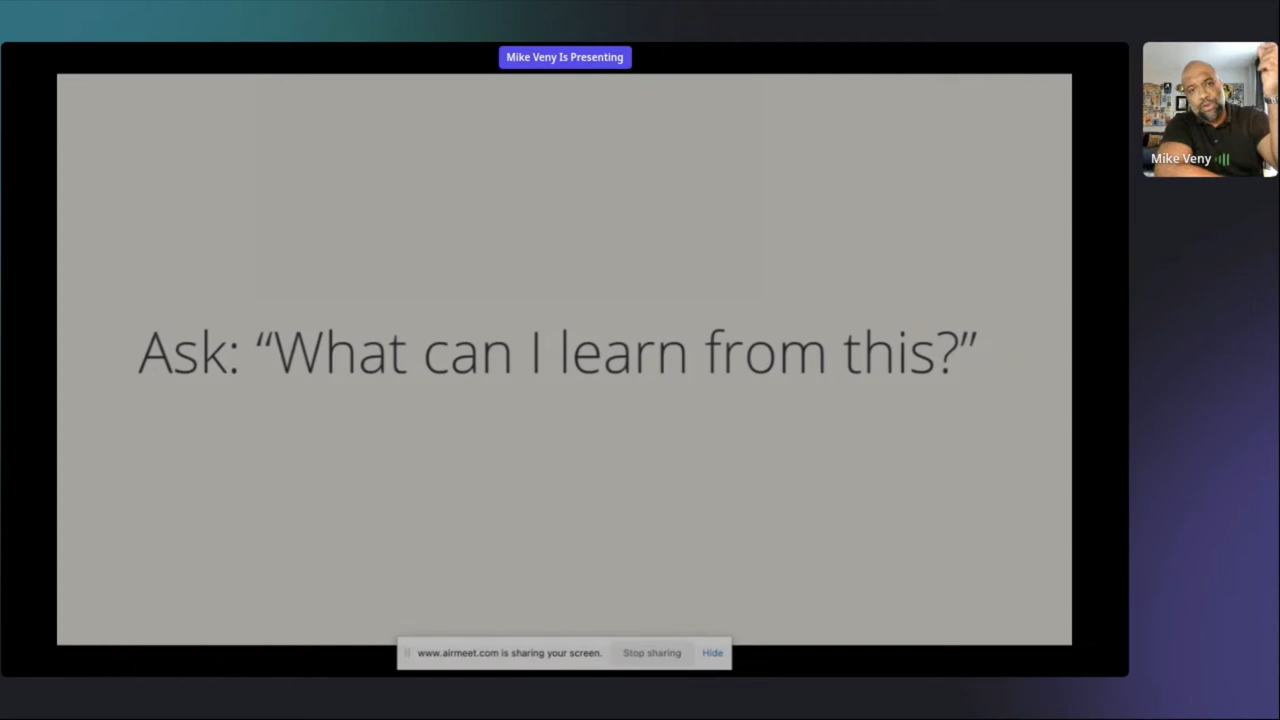 Mike Veny Is Presenting
Mike Veny
Ask: “What can I learn from this?”
www.airmeet.com is sharing your screen. Stop sharing Hide